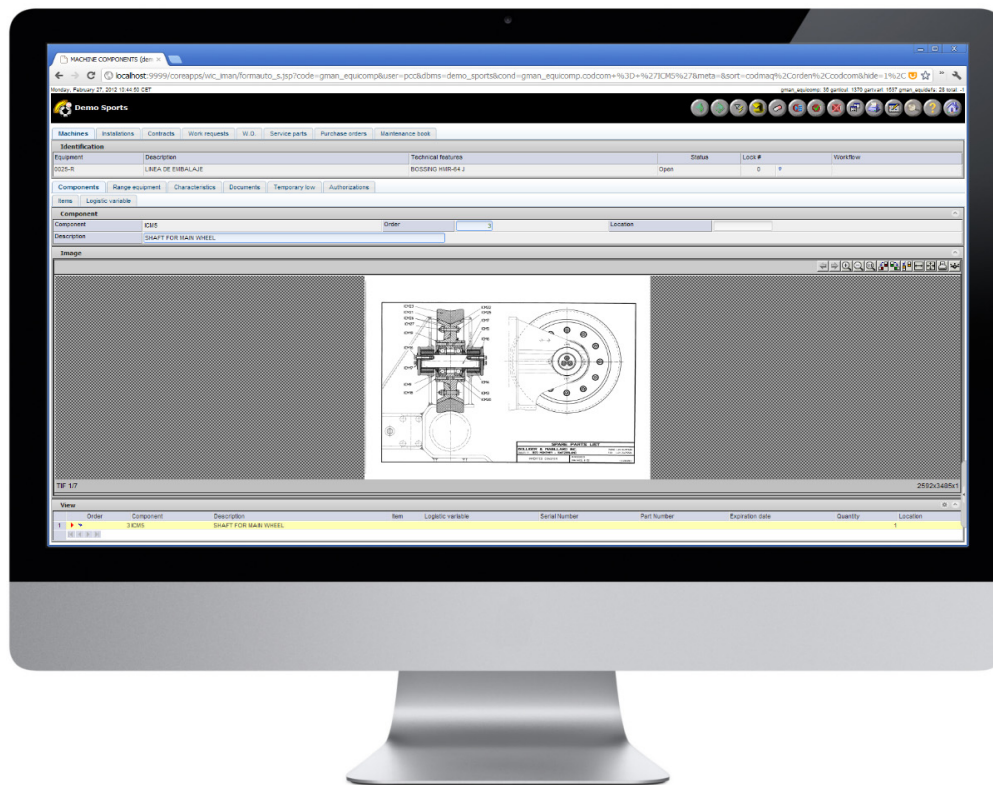 MACHINE COMPONENTS (dem
localhost:9999/coreapps/wic_iman/formauto_s.jsp?code=gman_equicomp&user=pcc&dbms=demo_sports&cond=gman_equicomp.codcom+%3D+%27ICM5%27&meta=&sort=codmaq%2Corden%2Ccodcom&hide=1%2C
Monday, February 27, 2012 10:44:50 CET
Demo Sports
Machines Installations Contracts Work requests W.O. Service parts Purchase orders Maintenance book
Identification
Equipment Description Technical features Status Lock # Workflow
0025-R LINEA DE EMBALAJE BOSSING HMR-64 J Open 0
Components Range equipment Characteristics Documents Temporary low Authorizations
Items Logistic variable
Component
Component ICM5 Order 3 Location
Description SHAFT FOR MAIN WHEEL
Image
SPARE PARTS LIST
TIF 1/7 2592x3485x1
View
Order Component Description Item Logistic variable Serial Number Part Number Expiration date Quantity Location
1 3 ICM5 SHAFT FOR MAIN WHEEL 1